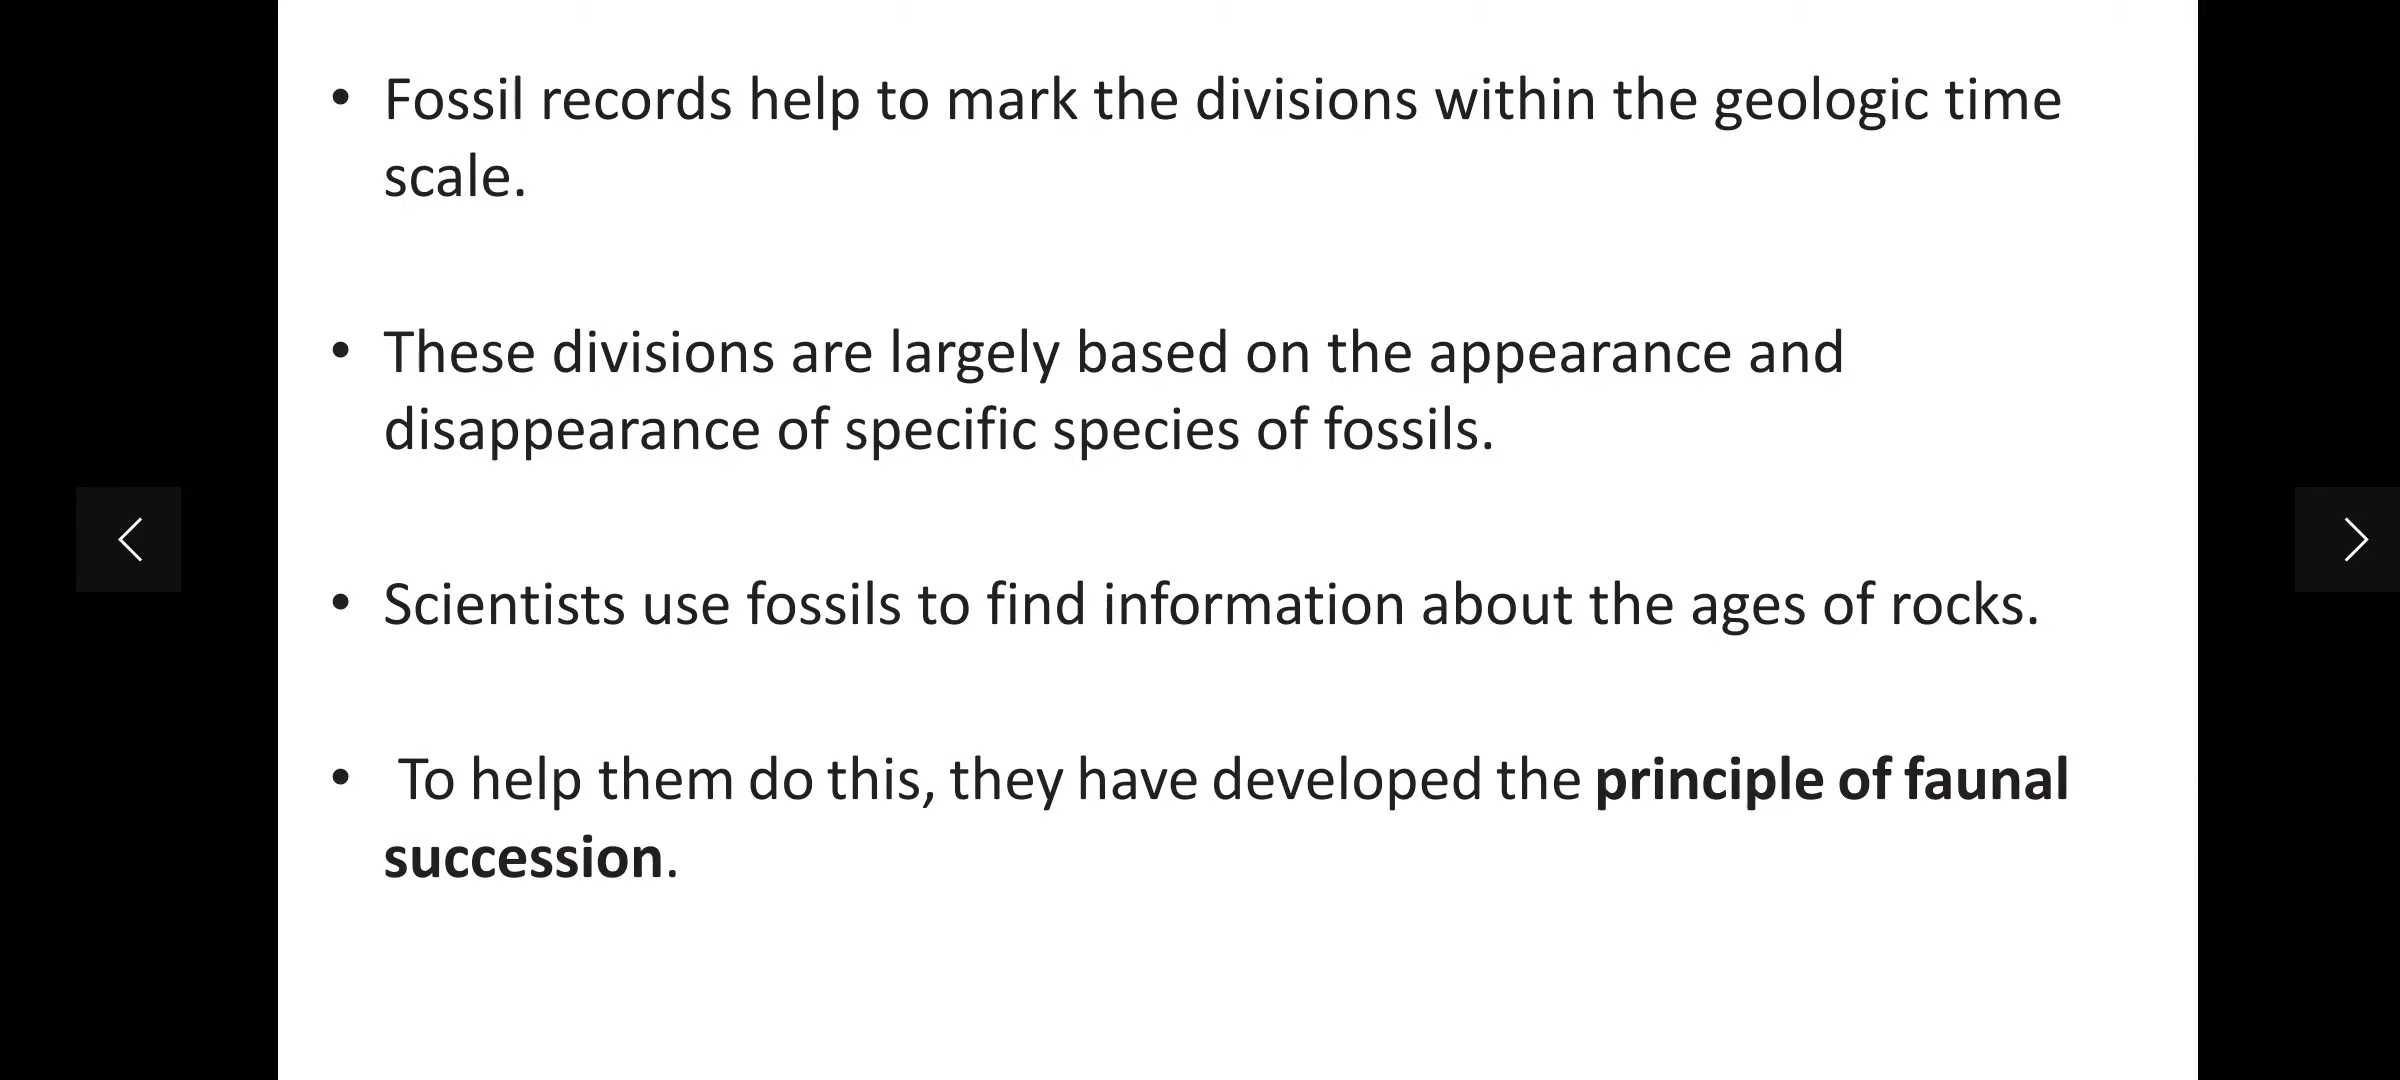 • Fossil records help to mark the divisions within the geologic time
scale.
• These divisions are largely based on the appearance and
disappearance of specific species of fossils.
• Scientists use fossils to find information about the ages of rocks.
• To help them do this, they have developed the principle of faunal
succession.